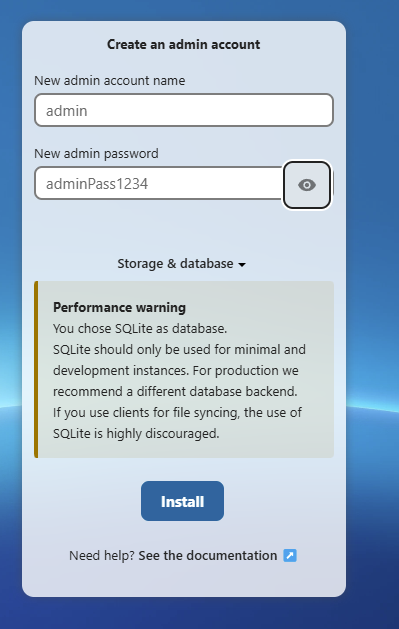 Create an admin account
New admin account name
admin
New admin password
adminPass1234
Storage & database
Performance warning
You chose SQLite as database.
SQLite should only be used for minimal and
development instances. For production we
recommend a different database backend.
If you use clients for file syncing, the use of
SQLite is highly discouraged.
Install
Need help? See the documentation